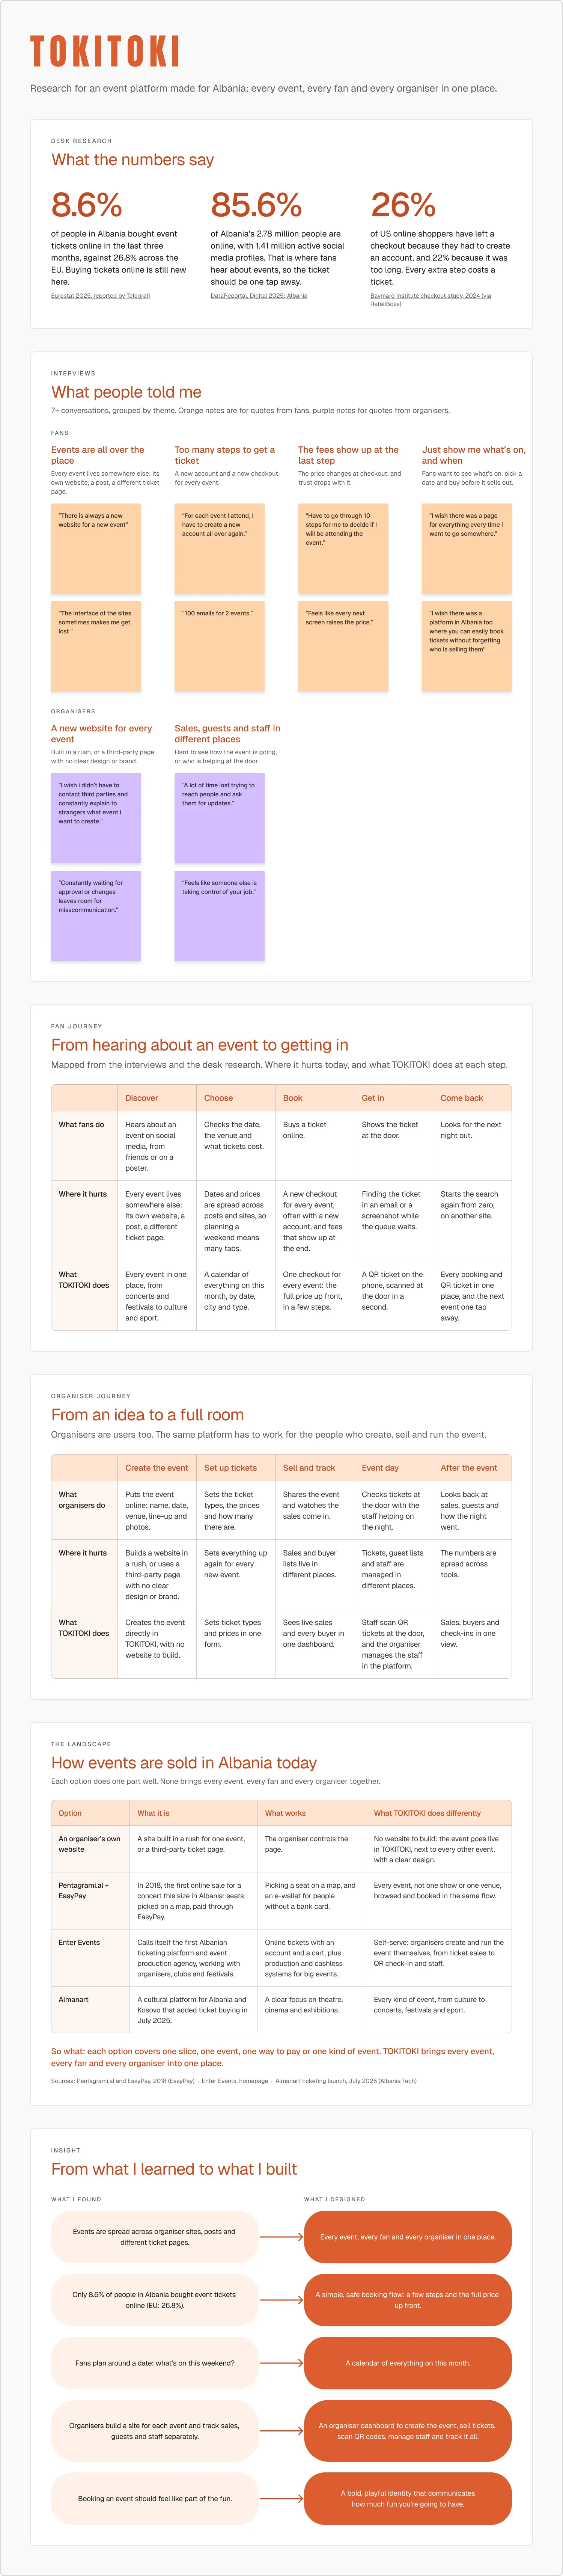 TOKITOKI
Research for an event platform made for Albania: every event, every fan and every organiser in one place.
DESK RESEARCH
What the numbers say
8.6%
of people in Albania bought event
tickets online in the last three
months, against 26.8% across the
EU. Buying tickets online is still new
here.
Eurostat 2025, reported by Telegrafi
85.6%
of Albania's 2.78 million people are
online, with 1.41 million active social
media profiles. That is where fans
hear about events, so the ticket
should be one tap away.
DataReportal, Digital 2025: Albania
26%
of US online shoppers have left a
checkout because they had to create
an account, and 22% because it was
too long. Every extra step costs a
ticket.
Baymard Institute checkout study, 2024 (via
RetailBoss)
INTERVIEWS
What people told me
7+ conversations, grouped by theme. Orange notes are for quotes from fans, purple notes for quotes from organisers.
FANS
Events are all over the
place
Every event lives somewhere else: its
own website, a post, a different ticket
page.
"There is always a new
website for a new event"
"The interface of the sites
sometimes makes me get
lost "
Too many steps to get a
ticket
A new account and a new checkout
for every event.
"For each event I attend, I
have to create a new
account all over again."
"100 emails for 2 events."
The fees show up at the
last step
The price changes at checkout, and
trust drops with it.
"Have to go through 10
steps for me to decide if I
will be attending the
event."
"Feels like every next
screen raises the price."
Just show me what's on,
and when
Fans want to see what's on, pick a
date and buy before it sells out.
"I wish there was a page
for everything every time i
want to go somewhere."
"I wish there was a
platform in Albania too
where you can easily book
tickets without forgetting
who is selling them"
ORGANISERS
A new website for every
event
Built in a rush, or a third-party page
with no clear design or brand.
"I wish i didn't have to
contact third parties and
constantly explain to
strangers what event i
want to create."
"Constantly waiting for
approval or changes
leaves room for
misscommunication."
Sales, guests and staff in
different places
Hard to see how the event is going,
or who is helping at the door.
"A lot of time lost trying to
reach people and ask
them for updates."
"Feels like someone else is
taking control of your job."
FAN JOURNEY
From hearing about an event to getting in
Mapped from the interviews and the desk research. Where it hurts today, and what TOKITOKI does at each step.
Discover
Choose
Book
Get in
Come back
What fans do
Hears about an
event on social
media, from
friends or on a
poster.
Checks the date,
the venue and
what tickets cost.
Buys a ticket
online.
Shows the ticket
at the door.
Looks for the next
night out.
Where it hurts
Every event lives
somewhere else:
its own website, a
post, a different
ticket page.
Dates and prices
are spread across
posts and sites, so
planning a
weekend means
many tabs.
A new checkout
for every event,
often with a new
account, and fees
that show up at
the end.
Finding the ticket
in an email or a
screenshot while
the queue waits.
Starts the search
again from zero,
on another site.
What
TOKITOKI does
Every event in one
place, from
concerts and
festivals to culture
and sport.
A calendar of
everything on this
month, by date,
city and type.
One checkout for
every event: the
full price up front,
in a few steps.
A QR ticket on the
phone, scanned at
the door in a
second.
Every booking and
QR ticket in one
place, and the next
event one tap
away.
ORGANISER JOURNEY
From an idea to a full room
Organisers are users too. The same platform has to work for the people who create, sell and run the event.
Create the event
Set up tickets
Sell and track
Event day
After the event
What
organisers do
Puts the event
online: name, date,
venue, line-up and
photos.
Sets the ticket
types, the prices
and how many
there are.
Shares the event
and watches the
sales come in.
Checks tickets at
the door with the
staff helping on
the night.
Looks back at
sales, guests and
how the night
went.
Where it hurts
Builds a website in
a rush, or uses a
third-party page
with no clear
design or brand.
Sets everything up
again for every
new event.
Sales and buyer
lists live in
different places.
Tickets, guest lists
and staff are
managed in
different places.
The numbers are
spread across
tools.
What
TOKITOKI does
Creates the event
directly in
TOKITOKI, with no
website to build.
Sets ticket types
and prices in one
form.
Sees live sales
and every buyer in
one dashboard.
Staff scan QR
tickets at the door,
and the organiser
manages the staff
in the platform.
Sales, buyers and
check-ins in one
view.
THE LANDSCAPE
How events are sold in Albania today
Each option does one part well. None brings every event, every fan and every organiser together.
Option
What it is
What works
What TOKITOKI does differently
An organiser's own
website
A site built in a rush for one event,
or a third-party ticket page.
The organiser controls the
page.
No website to build: the event goes live
in TOKITOKI, next to every other event,
with a clear design.
Pentagrami.al +
EasyPay
In 2018, the first online sale for a
concert this size in Albania: seats
picked on a map, paid through
EasyPay.
Picking a seat on a map, and
an e-wallet for people
without a bank card.
Every event, not one show or one venue,
browsed and booked in the same flow.
Enter Events
Calls itself the first Albanian
ticketing platform and event
production agency, working with
organisers, clubs and festivals.
Online tickets with an
account and a cart, plus
production and cashless
systems for big events.
Self-serve: organisers create and run the
event themselves, from ticket sales to
QR check-in and staff.
Almanart
A cultural platform for Albania and
Kosovo that added ticket buying in
July 2025.
A clear focus on theatre,
cinema and exhibitions.
Every kind of event, from culture to
concerts, festivals and sport.
So what: each option covers one slice, one event, one way to pay or one kind of event. TOKITOKI brings every event,
every fan and every organiser into one place.
Sources: Pentagrami.al and EasyPay, 2018 (EasyPay) · Enter Events, homepage · Almanart ticketing launch, July 2025 (Albania Tech)
INSIGHT
From what I learned to what I built
WHAT I FOUND
WHAT I DESIGNED
Events are spread across organiser sites, posts and
different ticket pages.
Every event, every fan and every organiser in one place.
Only 8.6% of people in Albania bought event tickets
online (EU: 26.8%).
A simple, safe booking flow: a few steps and the full price
up front.
Fans plan around a date: what's on this weekend?
A calendar of everything on this month.
Organisers build a site for each event and track sales,
guests and staff separately.
An organiser dashboard to create the event, sell tickets,
scan QR codes, manage staff and track it all.
Booking an event should feel like part of the fun.
A bold, playful identity that communicates
how much fun you're going to have.